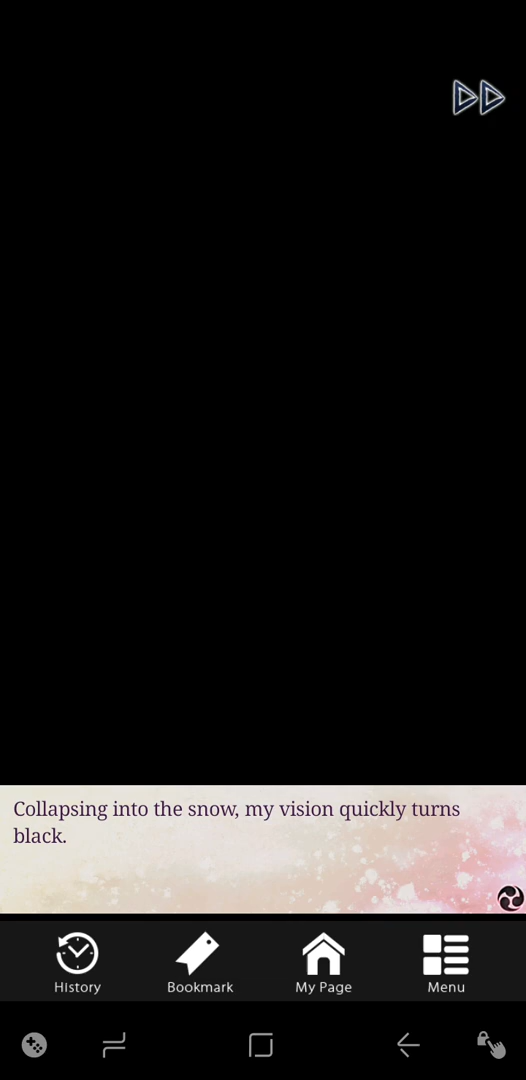 Collapsing into the snow, my vision quickly turns
black.
History
Bookmark
My Page
Menu